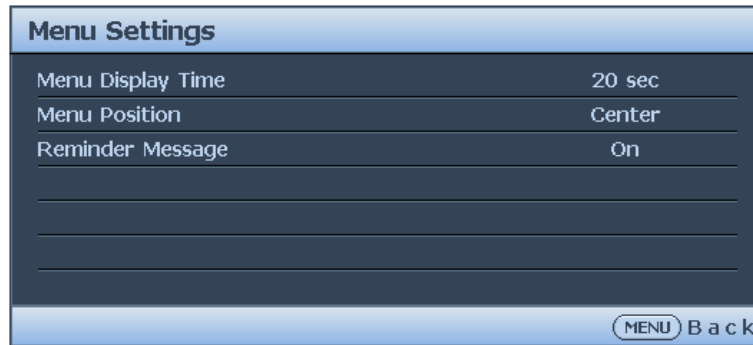 Menu Settings
Menu Display Time 20 sec
Menu Position Center
Reminder Message On
MENU Back